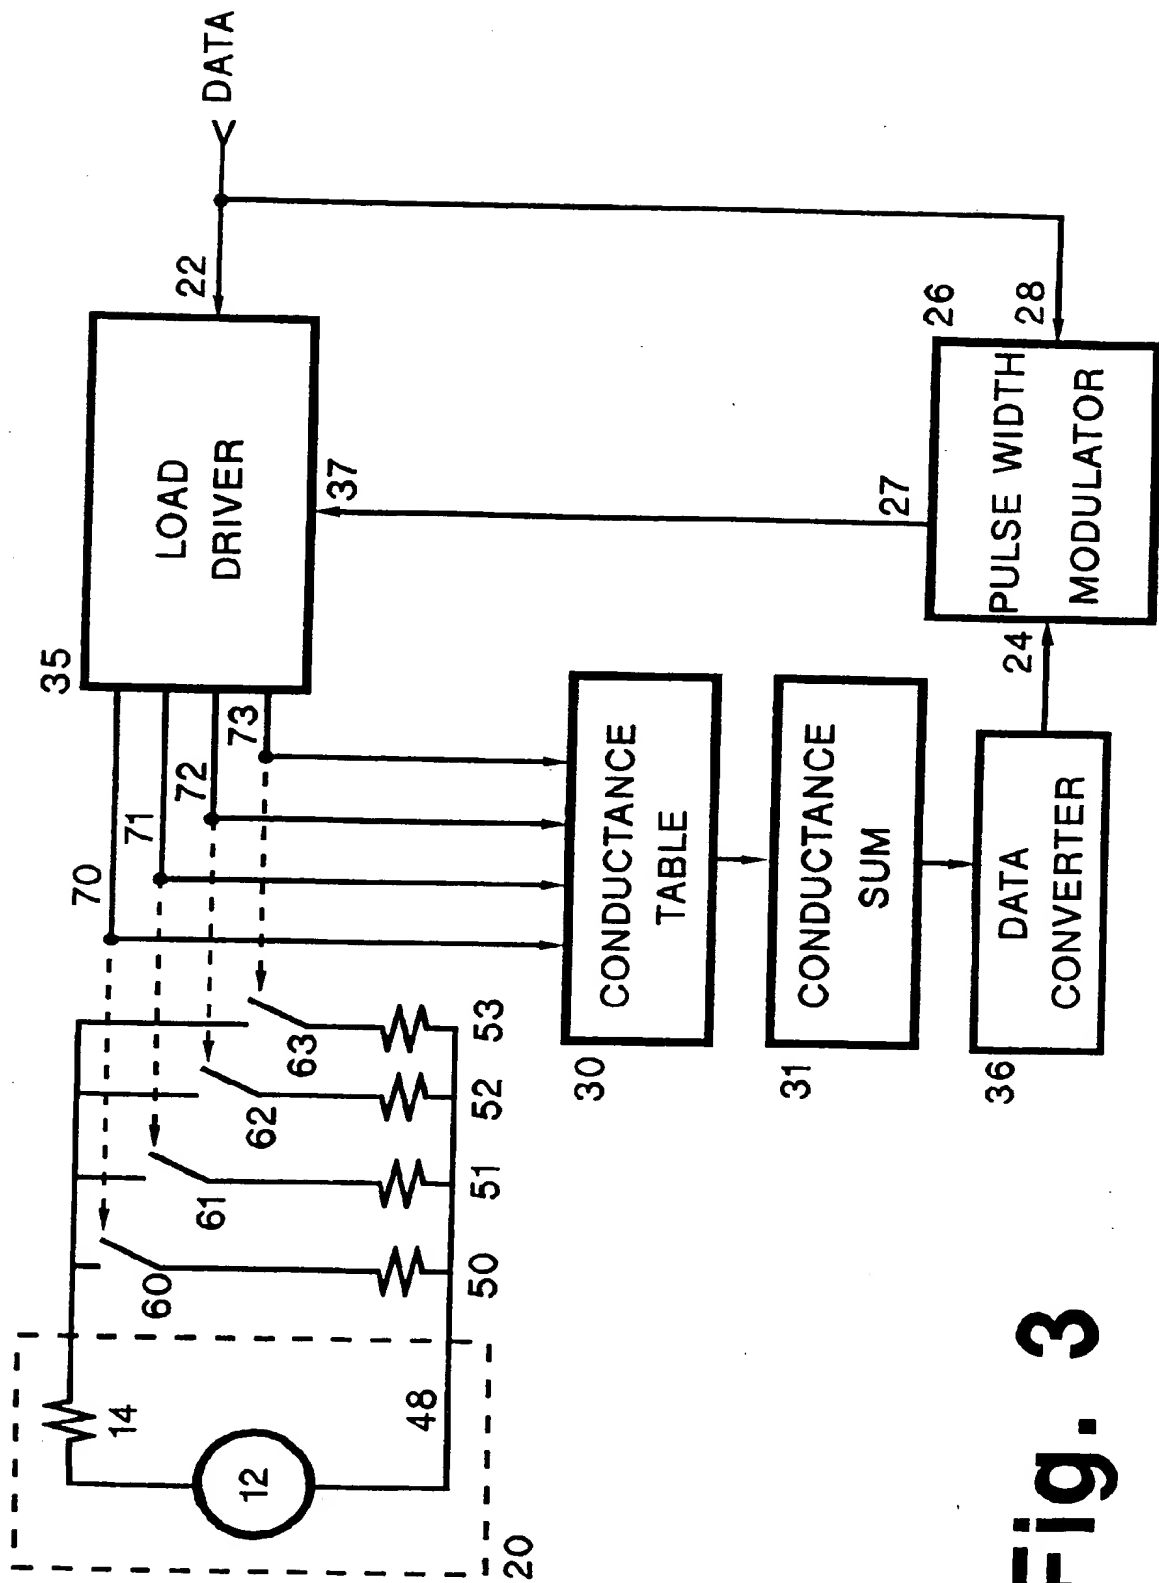 35
LOAD
DRIVER
22
DATA
37
70
71
72
73
14
12
48
20
60
61
62
63
50
51
52
53
30
CONDUCTANCE
TABLE
31
CONDUCTANCE
SUM
36
DATA
CONVERTER
24
26
27
28
PULSE WIDTH
MODULATOR
Fig. 3